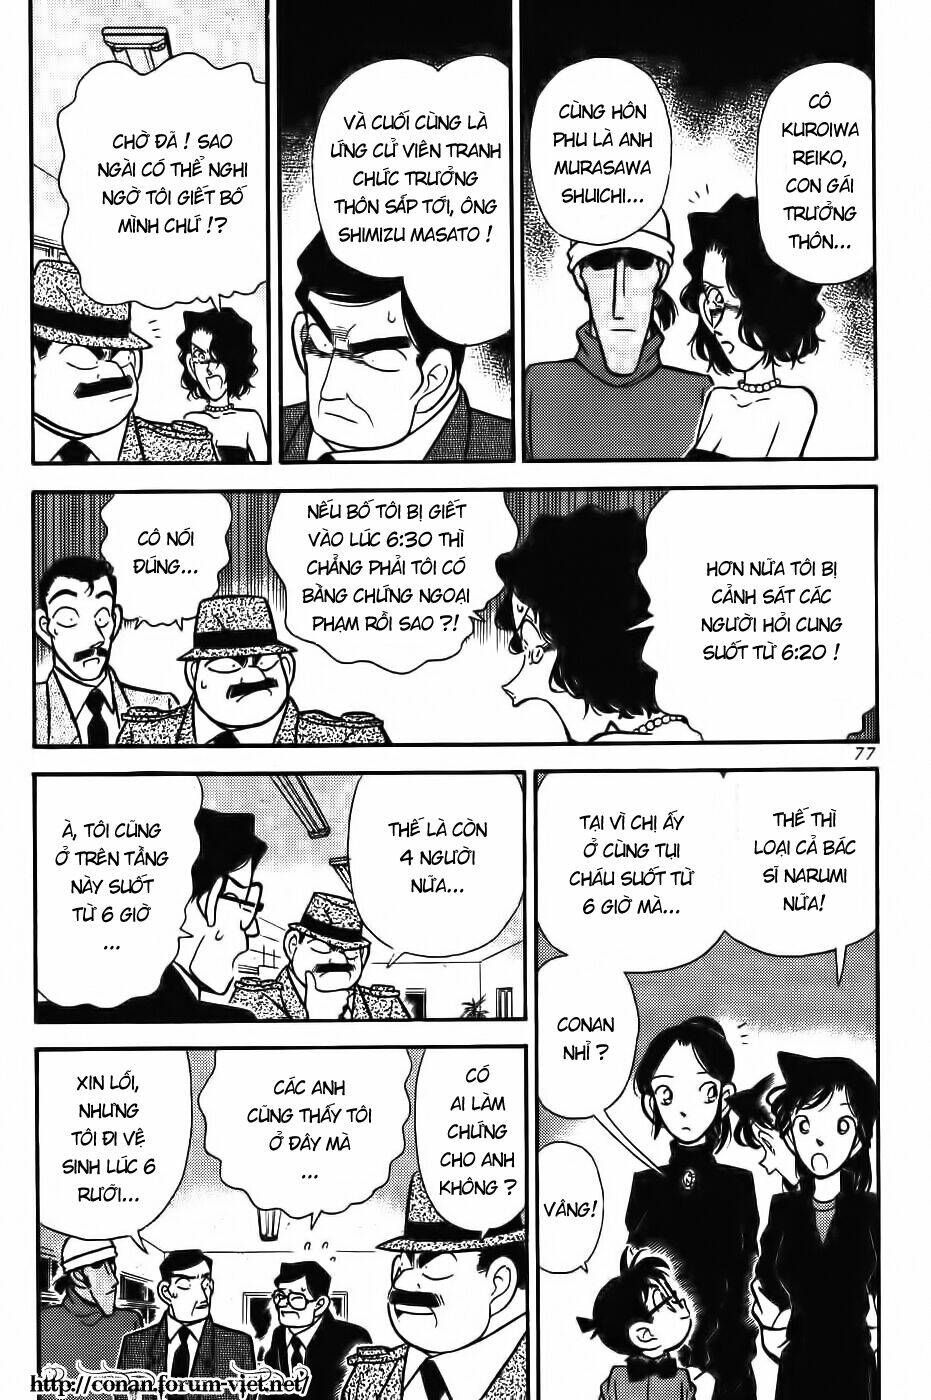 CÔ
KUROIWA
REIKO,
CON GÁI
TRƯỞNG
THÔN...
CÙNG HÔN
PHU LÀ ANH
MURASAWA
SHUICHI...
VÀ CUỐI CÙNG LÀ
ỨNG CỬ VIÊN TRANH
CHỨC TRƯỞNG
THÔN SẮP TỚI, ÔNG
SHIMIZU MASATO !
CHỜ ĐÃ ! SAO
NGÀI CÓ THỂ NGHI
NGỜ TÔI GIẾT BỐ
MÌNH CHỨ !?
HƠN NỮA TÔI BỊ
CẢNH SÁT CÁC
NGƯỜI HỎI CUNG
SUỐT TỪ 6:20 !
NẾU BỐ TÔI BỊ GIẾT
VÀO LÚC 6:30 THÌ
CHẲNG PHẢI TÔI CÓ
BẰNG CHỨNG NGOẠI
PHẠM RỒI SAO ?!
CÔ NÓI
ĐÚNG...
77
THẾ THÌ
LOẠI CẢ BÁC
SĨ NARUMI
NỮA!
TẠI VÌ CHỊ ẤY
Ở CÙNG TỤI
CHÁU SUỐT TỪ
6 GIỜ MÀ...
CONAN
NHỈ ?
VÂNG!
THẾ LÀ CÒN
4 NGƯỜI
NỮA...
À, TÔI CŨNG
Ở TRÊN TẦNG
NÀY SUỐT
TỪ 6 GIỜ
...
CÓ
AI LÀM
CHỨNG
CHO ANH
KHÔNG ?
CÁC ANH
CŨNG THẤY TÔI
Ở ĐÂY MÀ
...
XIN LỖI,
NHƯNG
TÔI ĐI VỆ
SINH LÚC 6
RƯỠI...
http://conan.forum-viet.net/